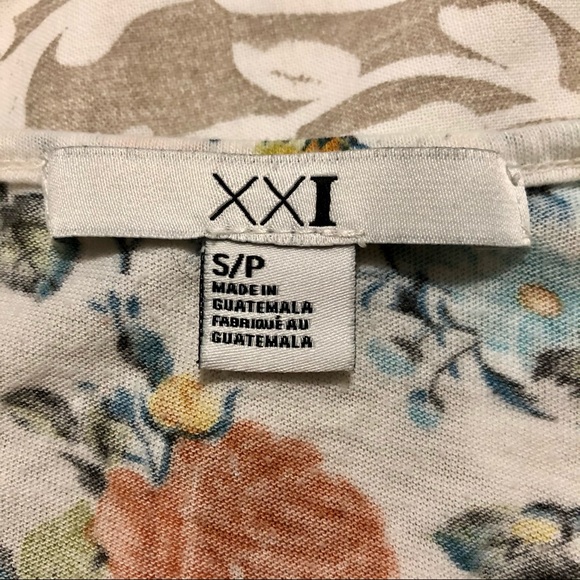 XXI
S/P
MADE IN
GUATEMALA
FABRIQUÉ AU
GUATEMALA